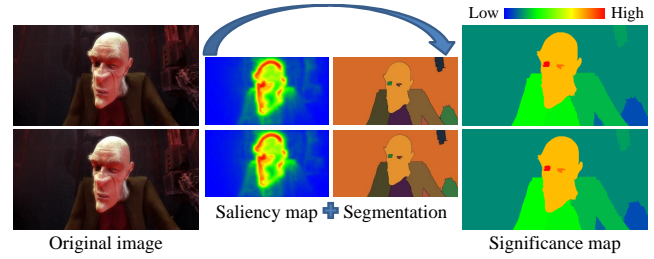 Low High
Saliency map + Segmentation
Original image Significance map